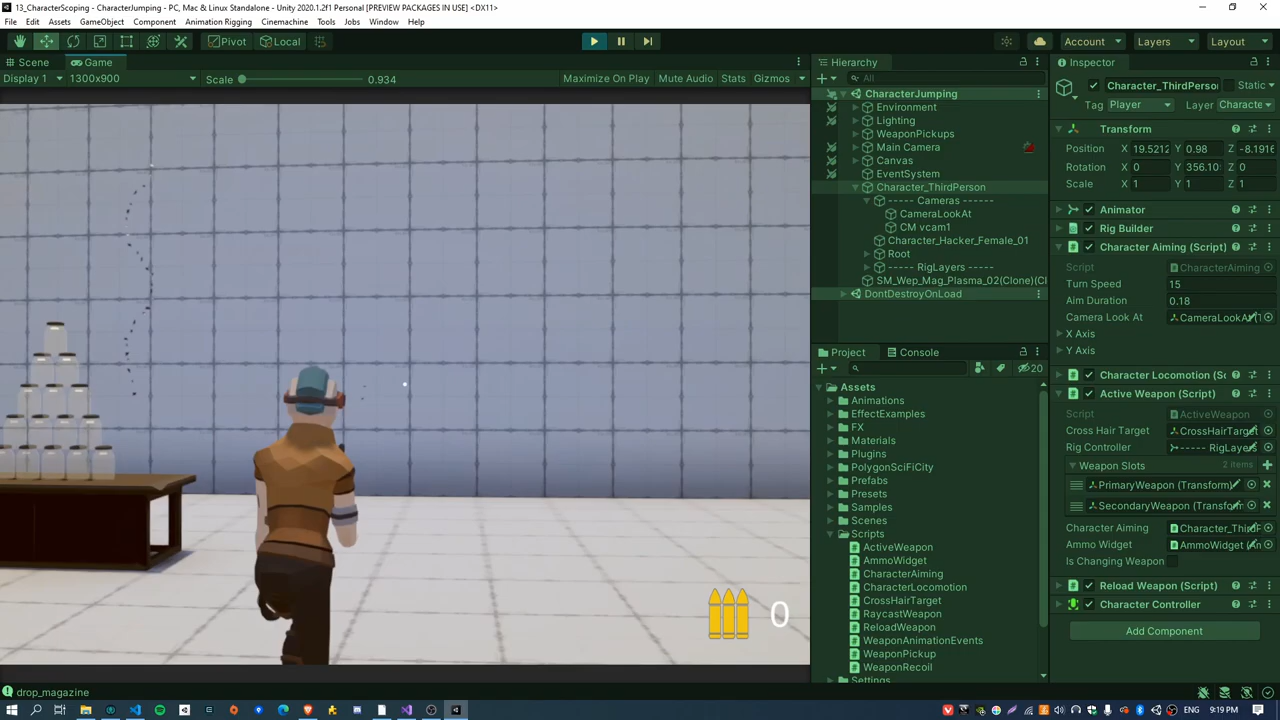 13_CharacterScoping - CharacterJumping - PC, Mac & Linux Standalone - Unity 2020.1.2f1 Personal [PREVIEW PACKAGES IN USE] <DX11>
File Edit Assets GameObject Component Animation Rigging Cinemachine Tools Jobs Window Help
Pivot Local Account Layers Layout
Scene Game
Display 1 1300x900 Scale 0.934 Maximize On Play Mute Audio Stats Gizmos
0
Hierarchy
All
CharacterJumping
Environment
Lighting
WeaponPickups
Main Camera
Canvas
EventSystem
Character_ThirdPerson
----- Cameras ------
CameraLookAt
CM vcam1
Character_Hacker_Female_01
Root
----- RigLayers -----
SM_Wep_Mag_Plasma_02(Clone)(Cl
DontDestroyOnLoad
Project Console
20
Assets
Animations
EffectExamples
FX
Materials
Plugins
PolygonSciFiCity
Prefabs
Presets
Samples
Scenes
Scripts
ActiveWeapon
AmmoWidget
CharacterAiming
CharacterLocomotion
CrossHairTarget
RaycastWeapon
ReloadWeapon
WeaponAnimationEvents
WeaponPickup
WeaponRecoil
Settings
Inspector
Character_ThirdPerso Static
Tag Player Layer Characte
Transform
Position X 19.5212 Y 0.98 Z -8.1916
Rotation X 0 Y 356.10 Z 0
Scale X 1 Y 1 Z 1
Animator
Rig Builder
Character Aiming (Script)
Script CharacterAiming
Turn Speed 15
Aim Duration 0.18
Camera Look At CameraLookAt
X Axis
Y Axis
Character Locomotion (Sc
Active Weapon (Script)
Script ActiveWeapon
Cross Hair Target CrossHairTarget
Rig Controller ----- RigLayers
Weapon Slots 2 items
PrimaryWeapon (Transform)
SecondaryWeapon (Transform
Character Aiming Character_Thi
Ammo Widget AmmoWidget
Is Changing Weapon
Reload Weapon (Script)
Character Controller
Add Component
drop_magazine
ENG 9:19 PM